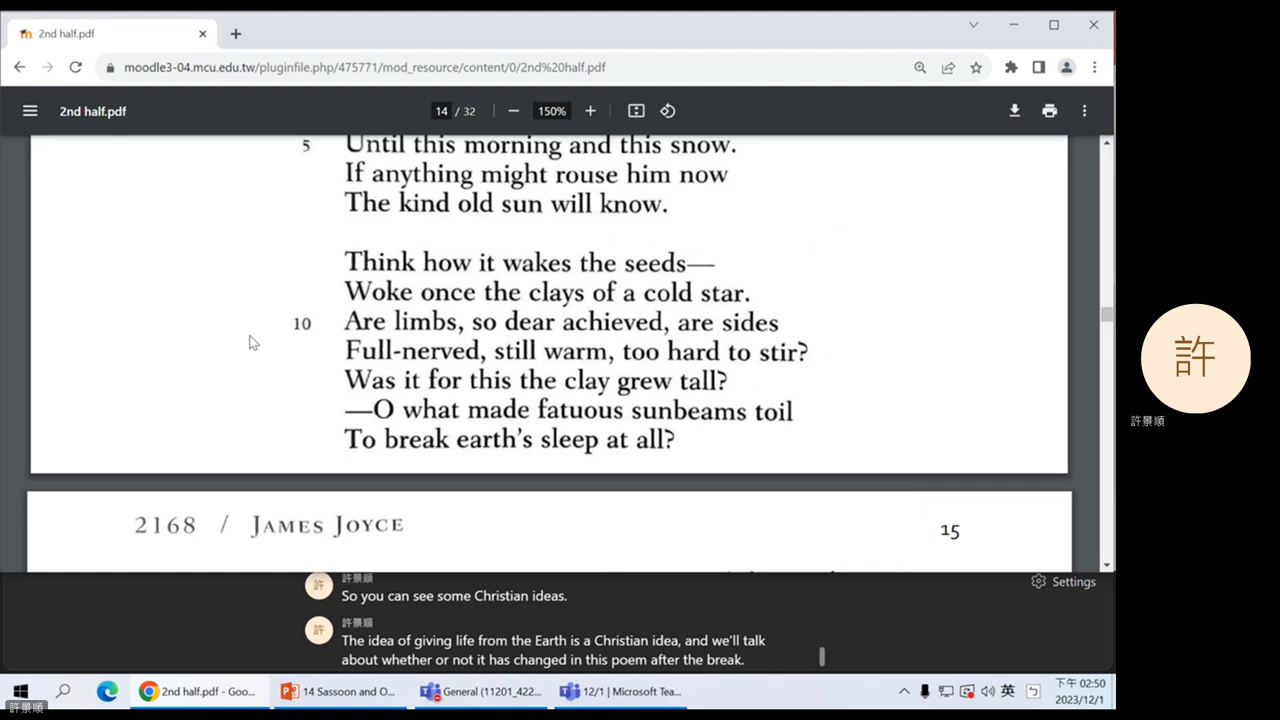 2nd half.pdf
moodle3-04.mcu.edu.tw/pluginfile.php/475771/mod_resource/content/0/2nd%20half.pdf
2nd half.pdf
14 / 32
150%
5 Until this morning and this snow.
If anything might rouse him now
The kind old sun will know.
Think how it wakes the seeds—
Woke once the clays of a cold star.
10 Are limbs, so dear achieved, are sides
Full-nerved, still warm, too hard to stir?
Was it for this the clay grew tall?
—O what made fatuous sunbeams toil
To break earth's sleep at all?
2168 / JAMES JOYCE 15
許
許景順
許
許景順
So you can see some Christian ideas.
Settings
許
許景順
The idea of giving life from the Earth is a Christian idea, and we'll talk
about whether or not it has changed in this poem after the break.
2nd half.pdf - Goo...
14 Sassoon and O...
General (11201_422...
12/1 | Microsoft Tea...
英
下午 02:50
2023/12/1
許景順